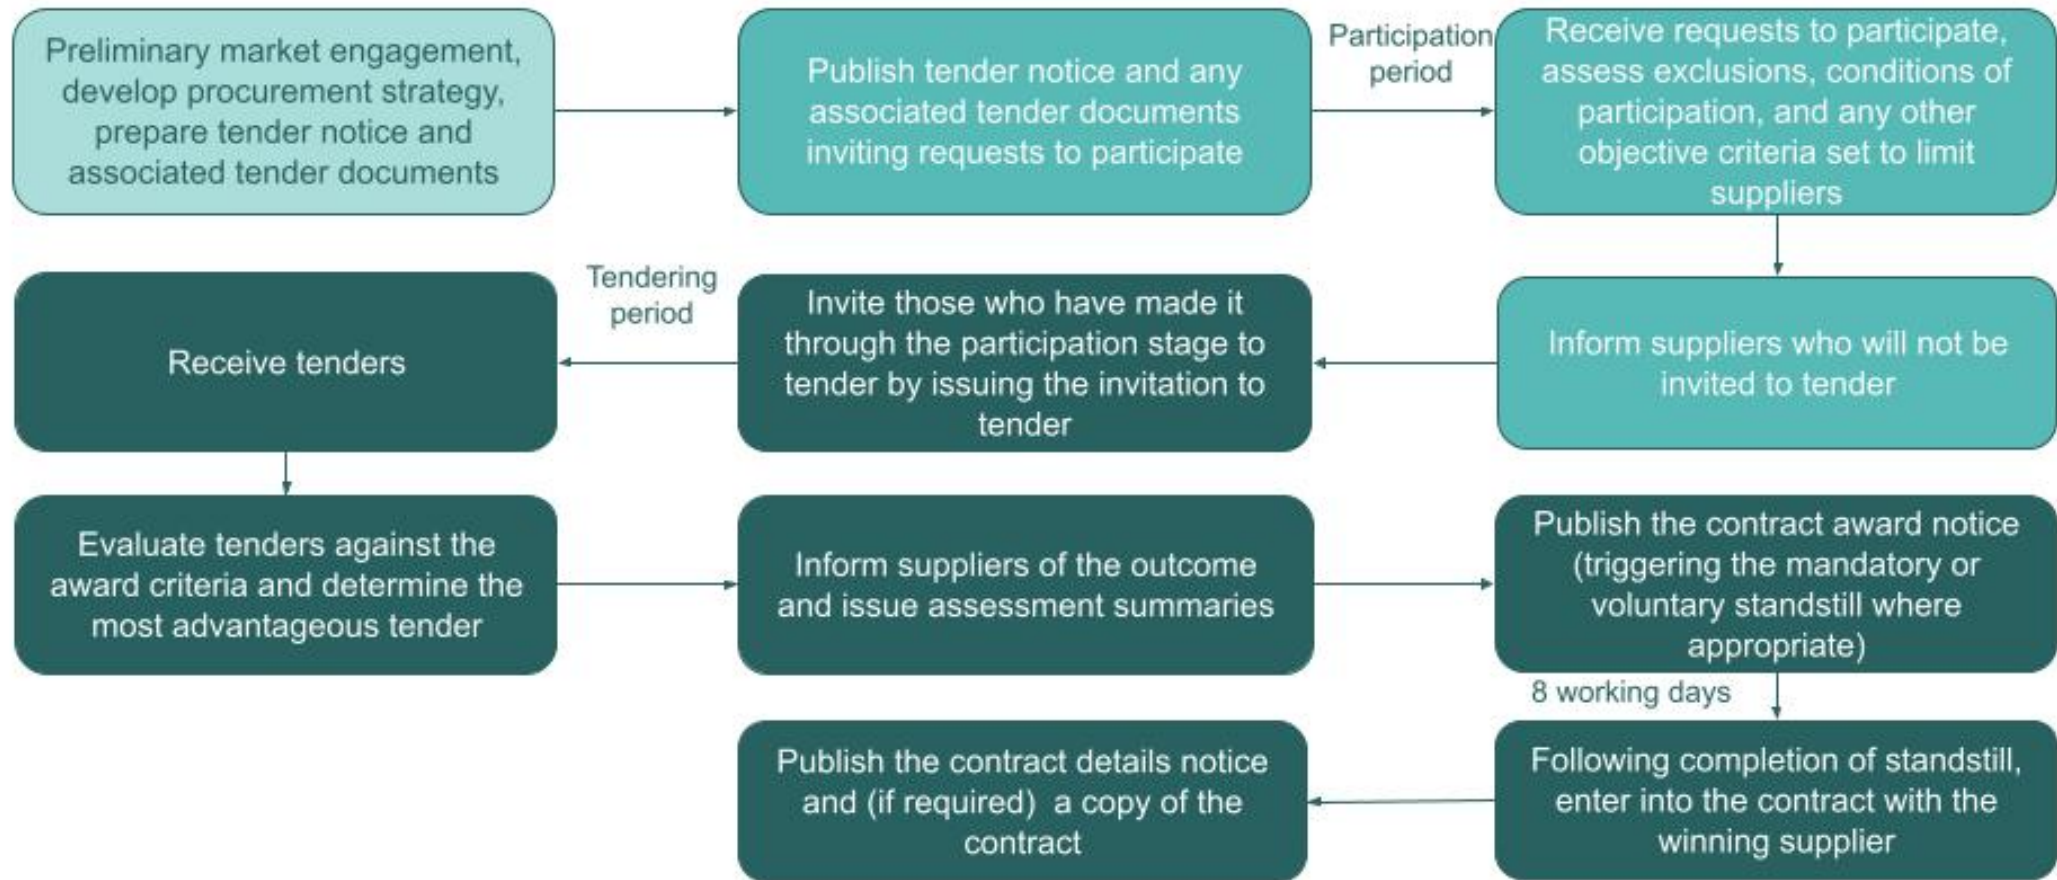 Preliminary market engagement,
develop procurement strategy,
prepare tender notice and
associated tender documents
Publish tender notice and any
associated tender documents
inviting requests to participate
Participation
period
Receive requests to participate,
assess exclusions, conditions of
participation, and any other
objective criteria set to limit
suppliers
Inform suppliers who will not be
invited to tender
Invite those who have made it
through the participation stage to
tender by issuing the invitation to
tender
Tendering
period
Receive tenders
Evaluate tenders against the
award criteria and determine the
most advantageous tender
Inform suppliers of the outcome
and issue assessment summaries
Publish the contract award notice
(triggering the mandatory or
voluntary standstill where
appropriate)
8 working days
Following completion of standstill,
enter into the contract with the
winning supplier
Publish the contract details notice
and (if required) a copy of the
contract